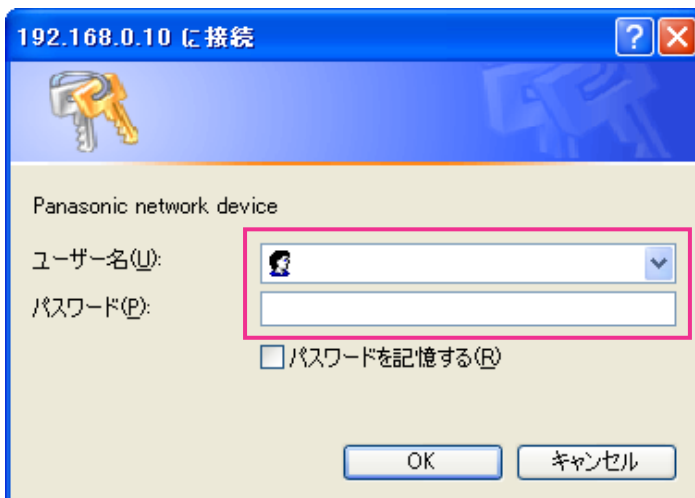 192.168.0.10 に接続
Panasonic network device
ユーザー名(U):
パスワード(P):
パスワードを記憶する(R)
OK キャンセル